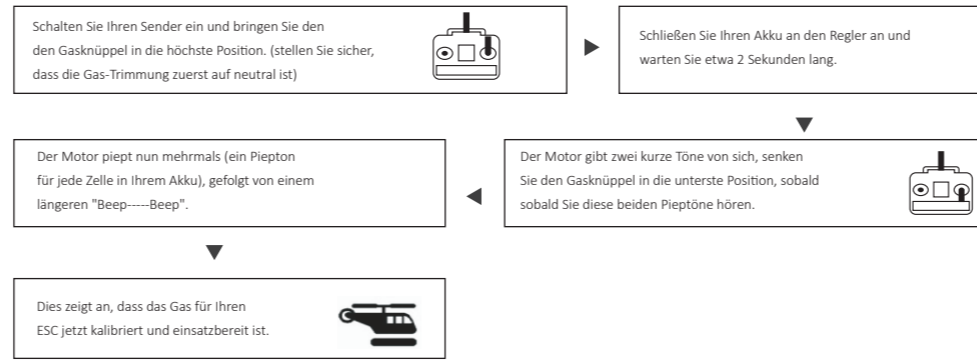 Schalten Sie Ihren Sender ein und bringen Sie den
den Gasknüppel in die höchste Position. (stellen Sie sicher,
dass die Gas-Trimmung zuerst auf neutral ist)
Schließen Sie Ihren Akku an den Regler an und
warten Sie etwa 2 Sekunden lang.
Der Motor gibt zwei kurze Töne von sich, senken
Sie den Gasknüppel in die unterste Position, sobald
sobald Sie diese beiden Pieptöne hören.
Der Motor piept nun mehrmals (ein Piepton
für jede Zelle in Ihrem Akku), gefolgt von einem
längeren "Beep-----Beep".
Dies zeigt an, dass das Gas für Ihren
ESC jetzt kalibriert und einsatzbereit ist.